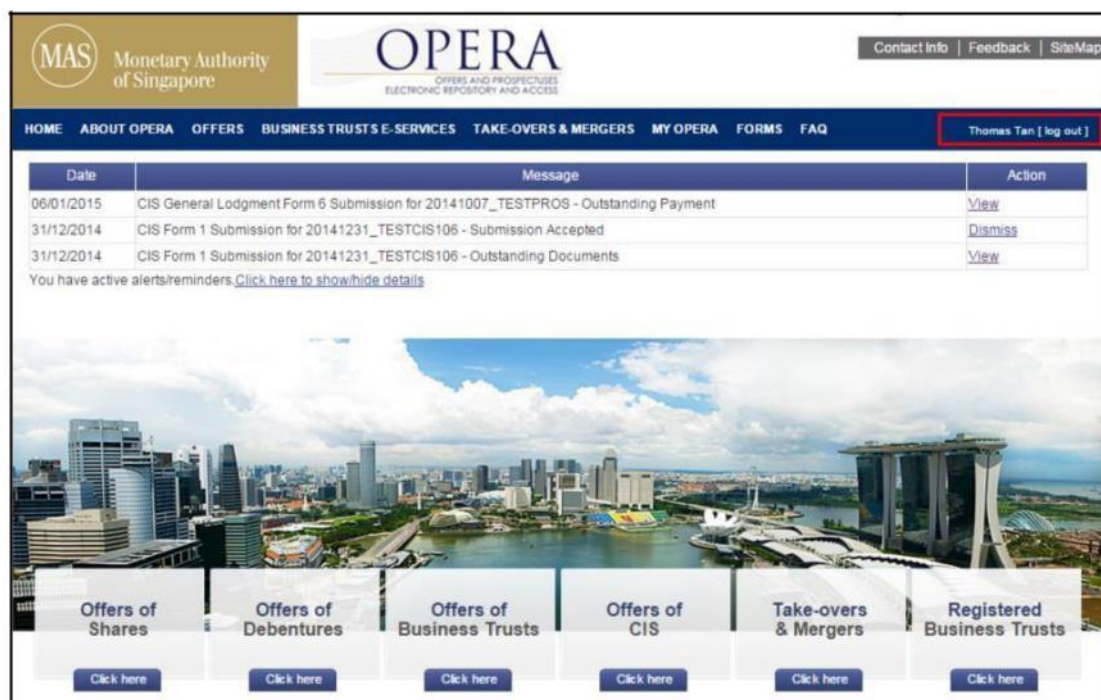 MAS Monetary Authority of Singapore
OPERA
OFFERS AND PROSPECTUSES
ELECTRONIC REPOSITORY AND ACCESS
Contact Info | Feedback | SiteMap
HOME ABOUT OPERA OFFERS BUSINESS TRUSTS E-SERVICES TAKE-OVERS & MERGERS MY OPERA FORMS FAQ Thomas Tan [ log out ]
Date Message Action
06/01/2015 CIS General Lodgment Form 6 Submission for 20141007_TESTPROS - Outstanding Payment View
31/12/2014 CIS Form 1 Submission for 20141231_TESTCIS106 - Submission Accepted Dismiss
31/12/2014 CIS Form 1 Submission for 20141231_TESTCIS106 - Outstanding Documents View
You have active alerts/reminders.Click here to show/hide details
Offers of Shares
Click here
Offers of Debentures
Click here
Offers of Business Trusts
Click here
Offers of CIS
Click here
Take-overs & Mergers
Click here
Registered Business Trusts
Click here